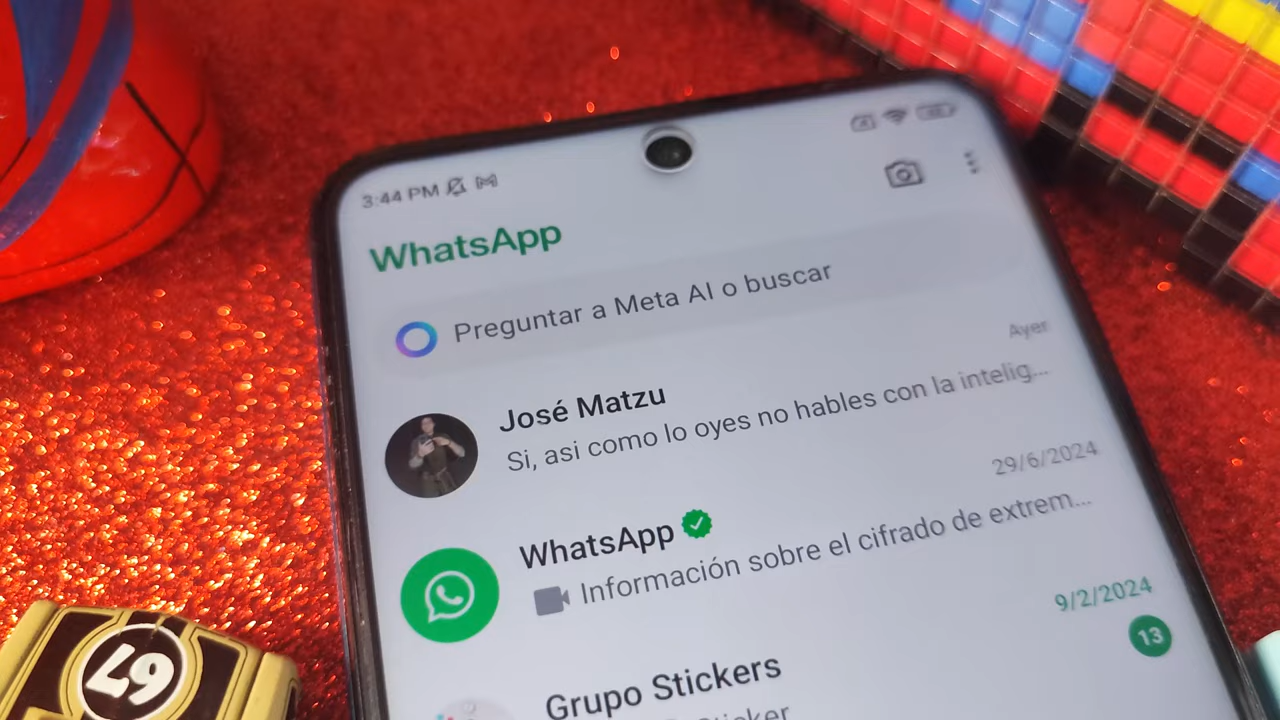 3:44 PM
WhatsApp
Preguntar a Meta AI o buscar
Ayer
José Matzu
Si, asi como lo oyes no hables con la intelig...
29/6/2024
WhatsApp
Información sobre el cifrado de extrem...
9/2/2024
13
Grupo Stickers
67